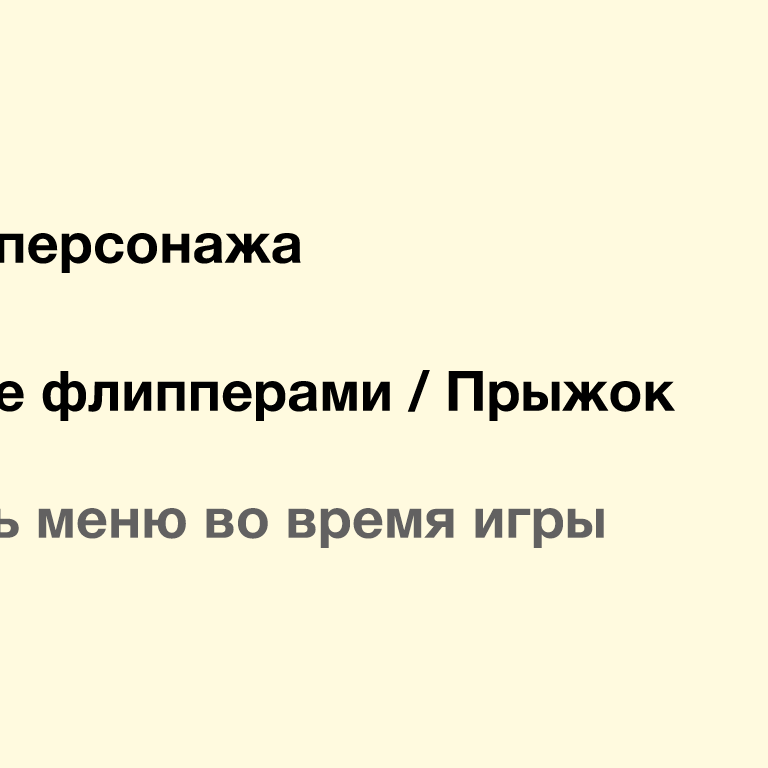 персонажа
е флипперами / Прыжок
ь меню во время игры